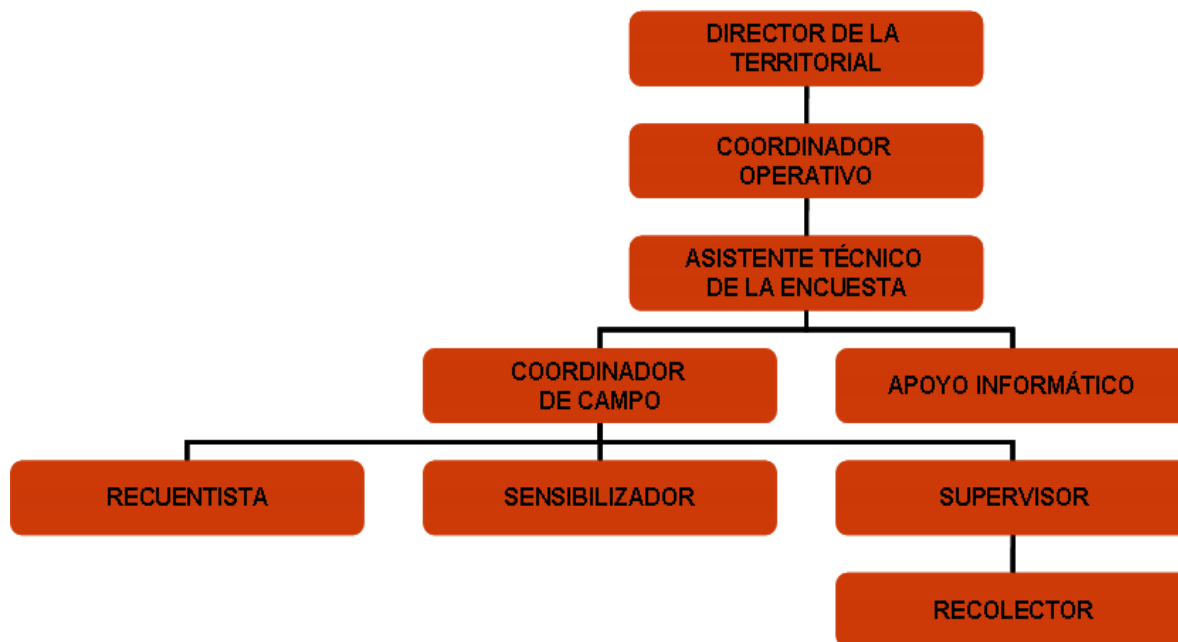 DIRECTOR DE LA
TERRITORIAL
COORDINADOR
OPERATIVO
ASISTENTE TÉCNICO
DE LA ENCUESTA
COORDINADOR
DE CAMPO
APOYO INFORMÁTICO
RECUENTISTA
SENSIBILIZADOR
SUPERVISOR
RECOLECTOR